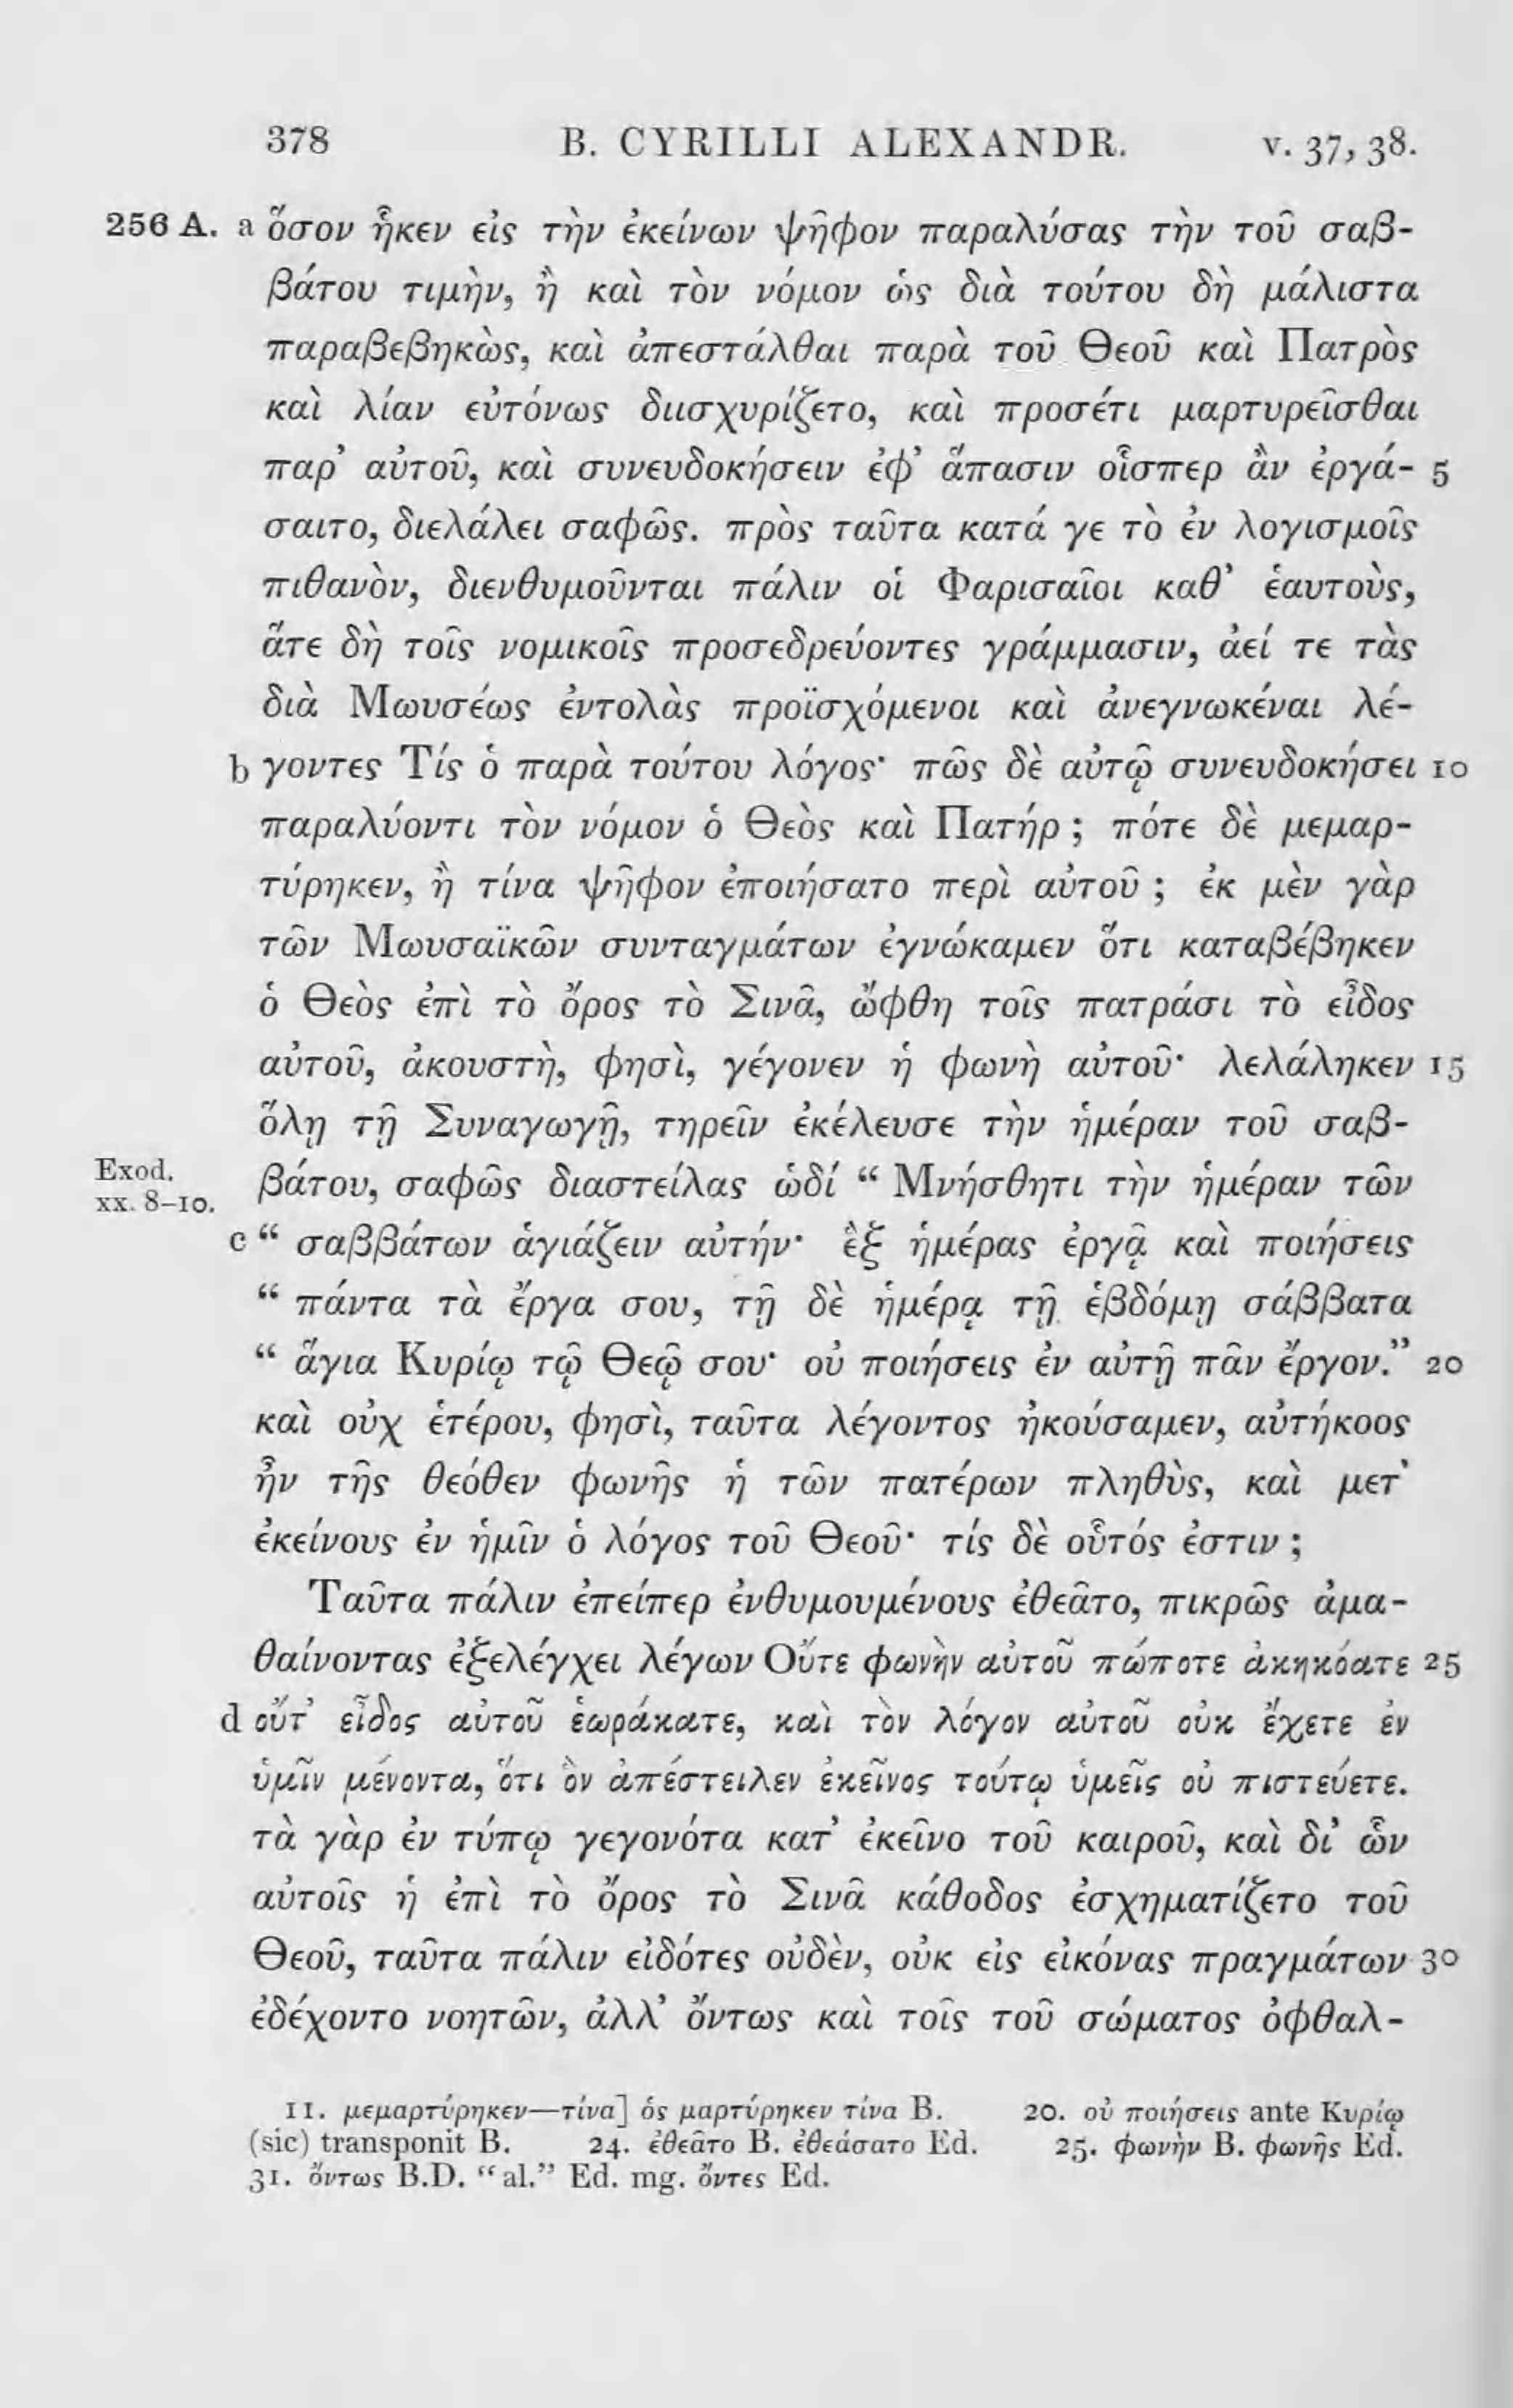 378 B. CYRILLI ALEXANDR. v. 37, 38.
256 A. a ὅσον ἧκεν εἰς τὴν ἐκείνων ψῆφον παραλύσας τὴν τοῦ σαβ-
βάτου τιμὴν, ἢ καὶ τὸν νόμον ὡς διὰ τούτου δὴ μάλιστα
παραβεβηκὼς, καὶ ἀπεστάλθαι παρὰ τοῦ Θεοῦ καὶ Πατρὸς
καὶ λίαν εὐτόνως διισχυρίζετο, καὶ προσέτι μαρτυρεῖσθαι
παρ᾽ αὐτοῦ, καὶ συνευδοκήσειν ἐφ᾽ ἅπασιν οἷσπερ ἂν ἐργά- 5
σαιτο, διελάλει σαφῶς. πρὸς ταῦτα κατά γε τὸ ἐν λογισμοῖς
πιθανὸν, διενθυμοῦνται πάλιν οἱ Φαρισαῖοι καθ᾽ ἑαυτοὺς,
ἅτε δὴ τοῖς νομικοῖς προσεδρεύοντες γράμμασιν, ἀεί τε τὰς
διὰ Μωυσέως ἐντολὰς προϊσχόμενοι καὶ ἀνεγνωκέναι λέ-
b γοντες Τίς ὁ παρὰ τούτου λόγος· πῶς δὲ αὐτῷ συνευδοκήσει 10
παραλύοντι τὸν νόμον ὁ Θεὸς καὶ Πατήρ ; πότε δὲ μεμαρ-
τύρηκεν, ἢ τίνα ψῆφον ἐποιήσατο περὶ αὐτοῦ ; ἐκ μὲν γὰρ
τῶν Μωυσαϊκῶν συνταγμάτων ἐγνώκαμεν ὅτι καταβέβηκεν
ὁ Θεὸς ἐπὶ τὸ ὄρος τὸ Σινᾶ, ὤφθη τοῖς πατράσι τὸ εἶδος
αὐτοῦ, ἀκουστὴ, φησὶ, γέγονεν ἡ φωνὴ αὐτοῦ· λελάληκεν 15
ὅλῃ τῇ Συναγωγῇ, τηρεῖν ἐκέλευσε τὴν ἡμέραν τοῦ σαβ-
Exod. xx. 8-10. βάτου, σαφῶς διαστείλας ὡδί “ Μνήσθητι τὴν ἡμέραν τῶν
c “ σαββάτων ἁγιάζειν αὐτήν· ἓξ ἡμέρας ἐργᾷ καὶ ποιήσεις
“ πάντα τὰ ἔργα σου, τῇ δὲ ἡμέρᾳ τῇ ἑβδόμῃ σάββατα
“ ἅγια Κυρίῳ τῷ Θεῷ σου· οὐ ποιήσεις ἐν αὐτῇ πᾶν ἔργον.” 20
καὶ οὐχ ἑτέρου, φησὶ, ταῦτα λέγοντος ἠκούσαμεν, αὐτήκοος
ἦν τῆς θεόθεν φωνῆς ἡ τῶν πατέρων πληθὺς, καὶ μετ᾽
ἐκείνους ἐν ἡμῖν ὁ λόγος τοῦ Θεοῦ· τίς δὲ οὗτός ἐστιν ;
Ταῦτα πάλιν ἐπείπερ ἐνθυμουμένους ἐθεᾶτο, πικρῶς ἀμα-
θαίνοντας ἐξελέγχει λέγων Οὔτε φωνὴν αὐτοῦ πώποτε ἀκηκόατε 25
d οὔτ᾽ εἶδος αὐτοῦ ἑωράκατε, καὶ τὸν λόγον αὐτοῦ οὐκ ἔχετε ἐν
ὑμῖν μένοντα, ὅτι ὃν ἀπέστειλεν ἐκεῖνος τούτῳ ὑμεῖς οὐ πιστεύετε.
τὰ γὰρ ἐν τύπῳ γεγονότα κατ᾽ ἐκεῖνο τοῦ καιροῦ, καὶ δι᾽ ὧν
αὐτοῖς ἡ ἐπὶ τὸ ὄρος τὸ Σινᾶ κάθοδος ἐσχηματίζετο τοῦ
Θεοῦ, ταῦτα πάλιν εἰδότες οὐδὲν, οὐκ εἰς εἰκόνας πραγμάτων 30
ἐδέχοντο νοητῶν, ἀλλ᾽ ὄντως καὶ τοῖς τοῦ σώματος ὀφθαλ-
11. μεμαρτύρηκεν—τίνα] ὁς μαρτύρηκεν τίνα B. 20. οὐ ποιήσεις ante Κυρίῳ
(sic) transponit B. 24. ἐθεᾶτο B. ἐθεάσατο Ed. 25. φωνὴν B. φωνῆς Ed.
31. ὄντως B.D. “al.” Ed. mg. ὄντες Ed.